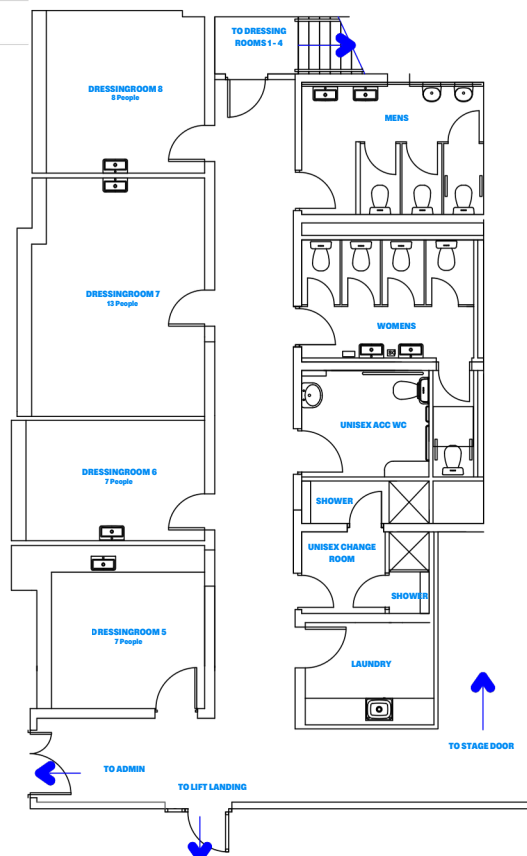 TO DRESSING
ROOMS 1 - 4
DRESSINGROOM 8
8 People
MENS
DRESSINGROOM 7
13 People
WOMENS
UNISEX ACC WC
DRESSINGROOM 6
7 People
SHOWER
UNISEX CHANGE
ROOM
SHOWER
DRESSINGROOM 5
7 People
LAUNDRY
TO STAGE DOOR
TO ADMIN
TO LIFT LANDING